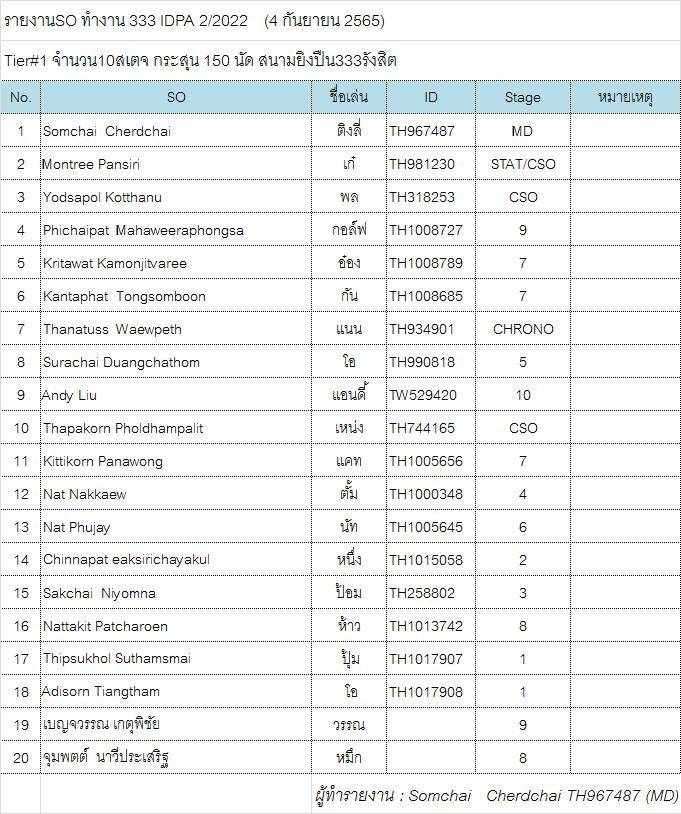 รายงานSO ทำงาน 333 IDPA 2/2022 (4 กันยายน 2565)
Tier#1 จำนวน10สเตจ กระสุน 150 นัด สนามยิงปืน333รังสิต
No. SO ชื่อเล่น ID Stage หมายเหตุ
1 Somchai Cherdchai ติงลี่ TH967487 MD
2 Montree Pansiri เก๋ TH981230 STAT/CSO
3 Yodsapol Kotthanu พล TH318253 CSO
4 Phichaipat Mahaweeraphongsa กอล์ฟ TH1008727 9
5 Kritawat Kamonjitvaree อ๋อง TH1008789 7
6 Kantaphat Tongsomboon กัน TH1008685 7
7 Thanatuss Waewpeth แนน TH934901 CHRONO
8 Surachai Duangchathom โอ TH990818 5
9 Andy Liu แอนดี้ TW529420 10
10 Thapakorn Pholdhampalit เหน่ง TH744165 CSO
11 Kittikorn Panawong แคท TH1005656 7
12 Nat Nakkaew ตั้ม TH1000348 4
13 Nat Phujay นัท TH1005645 6
14 Chinnapat eaksirichayakul หนึ่ง TH1015058 2
15 Sakchai Niyomna ป้อม TH258802 3
16 Nattakit Patcharoen ห้าว TH1013742 8
17 Thipsukhol Suthamsmai ปุ้ม TH1017907 1
18 Adisorn Tiangtham โอ TH1017908 1
19 เบญจวรรณ เกตุพิชัย วรรณ 9
20 จุมพตต์ นาวีประเสริฐ หมึก 8
ผู้ทำรายงาน : Somchai Cherdchai TH967487 (MD)